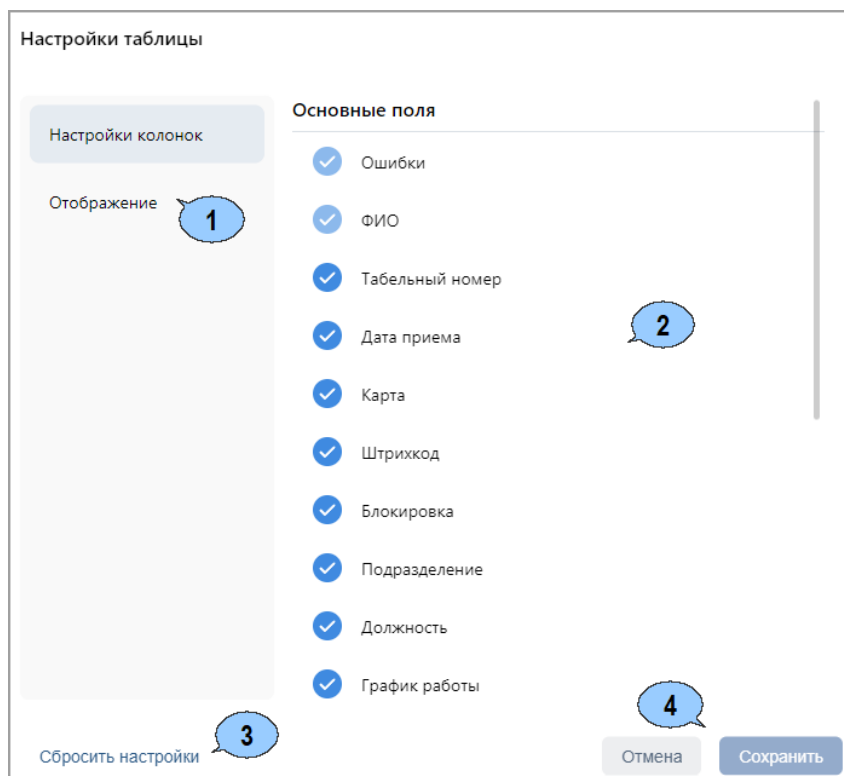 Настройки таблицы
Настройки колонок
Отображение
1
Основные поля
Ошибки
ФИО
Табельный номер
Дата приема
2
Карта
Штрихкод
Блокировка
Подразделение
Должность
График работы
Сбросить настройки
3
4
Отмена
Сохранить